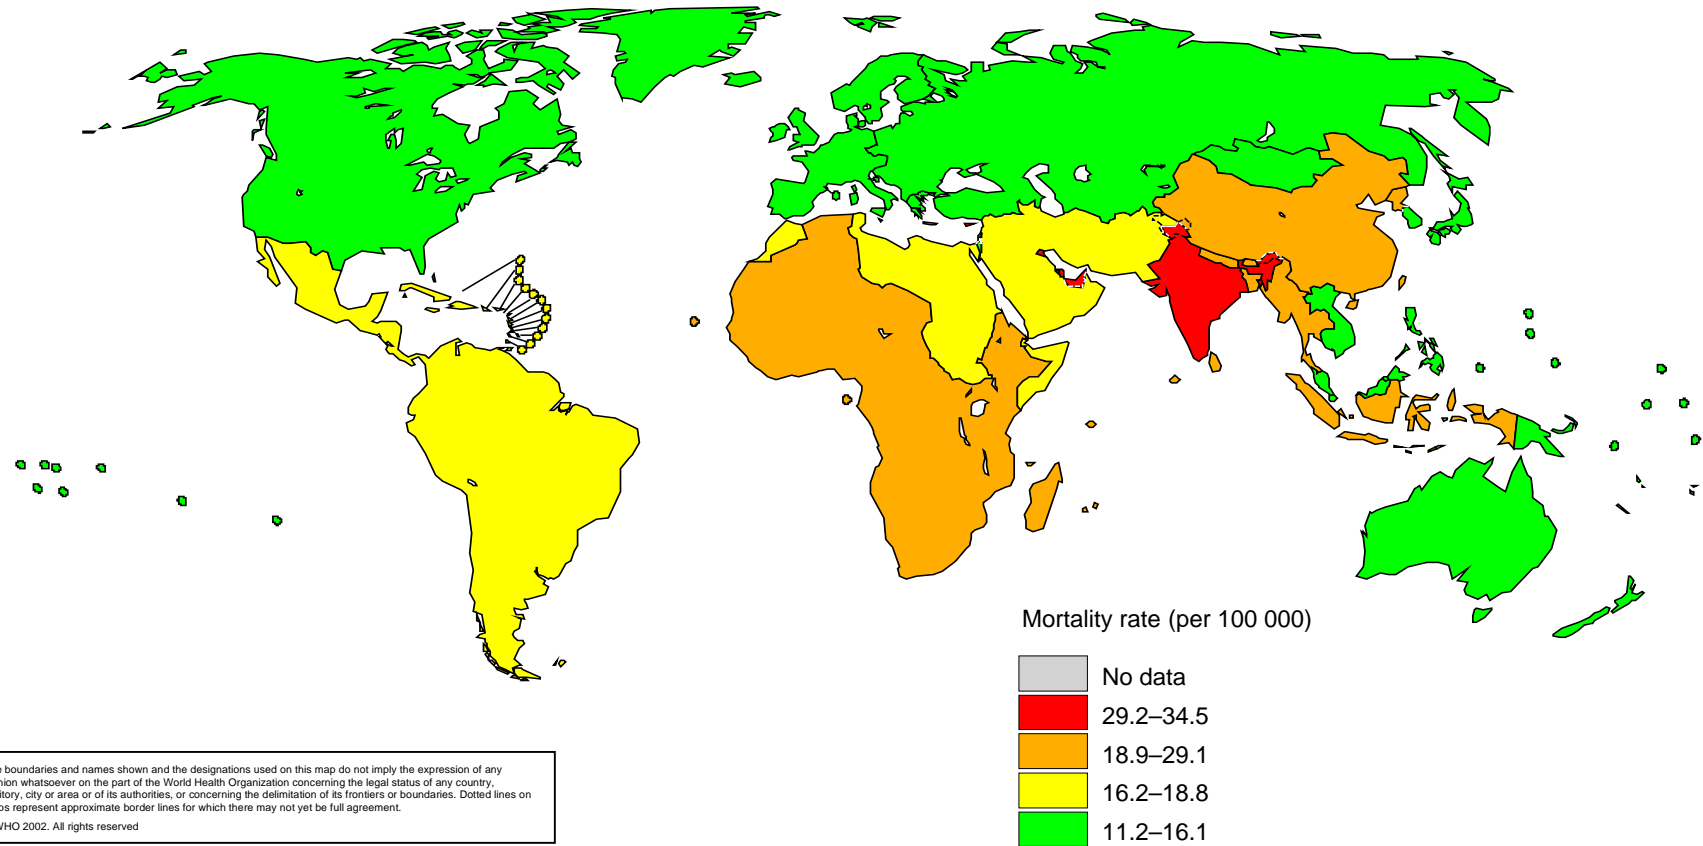 Mortality rate (per 100 000)
No data
29.2–34.5
18.9–29.1
16.2–18.8
11.2–16.1
boundaries and names shown and the designations used on this map do not imply the expression of any
whatsoever on the part of the World Health Organization concerning the legal status of any country,
city or area or of its authorities, or concerning the delimitation of its frontiers or boundaries. Dotted lines on
represent approximate border lines for which there may not yet be full agreement.
WHO 2002. All rights reserved